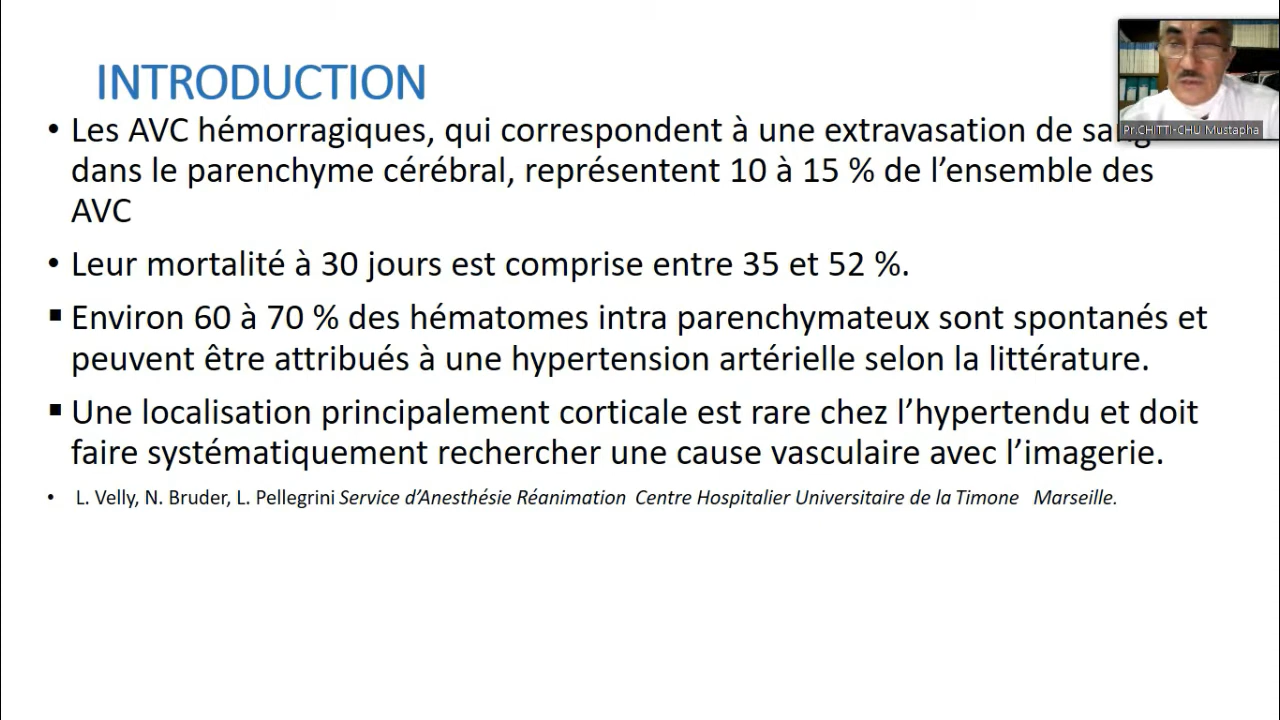 INTRODUCTION
• Les AVC hémorragiques, qui correspondent à une extravasation de sang
dans le parenchyme cérébral, représentent 10 à 15 % de l’ensemble des
AVC
• Leur mortalité à 30 jours est comprise entre 35 et 52 %.
▪ Environ 60 à 70 % des hématomes intra parenchymateux sont spontanés et
peuvent être attribués à une hypertension artérielle selon la littérature.
▪ Une localisation principalement corticale est rare chez l’hypertendu et doit
faire systématiquement rechercher une cause vasculaire avec l’imagerie.
• L. Velly, N. Bruder, L. Pellegrini Service d’Anesthésie Réanimation Centre Hospitalier Universitaire de la Timone Marseille.
Pr.CHITTI-CHU Mustapha